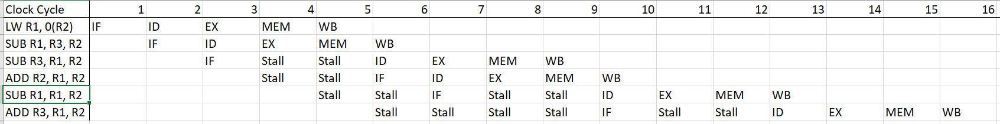 Clock Cycle 1 2 3 4 5 6 7 8 9 10 11 12 13 14 15 16
LW R1, 0(R2) IF ID EX MEM WB
SUB R1, R3, R2 IF ID EX MEM WB
SUB R3, R1, R2 IF Stall Stall ID EX MEM WB
ADD R2, R1, R2 Stall Stall IF ID EX MEM WB
SUB R1, R1, R2 Stall Stall IF Stall Stall ID EX MEM WB
ADD R3, R1, R2 Stall Stall Stall Stall IF Stall Stall ID EX MEM WB